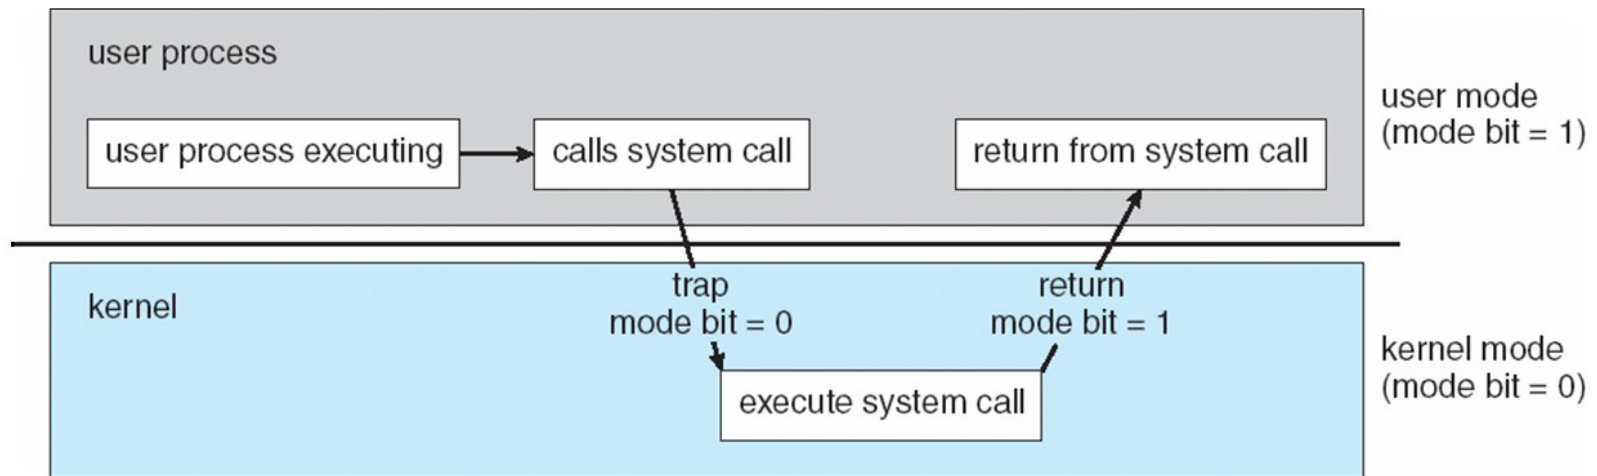 user process
user process executing
calls system call
return from system call
user mode
(mode bit = 1)
kernel
trap
mode bit = 0
return
mode bit = 1
execute system call
kernel mode
(mode bit = 0)